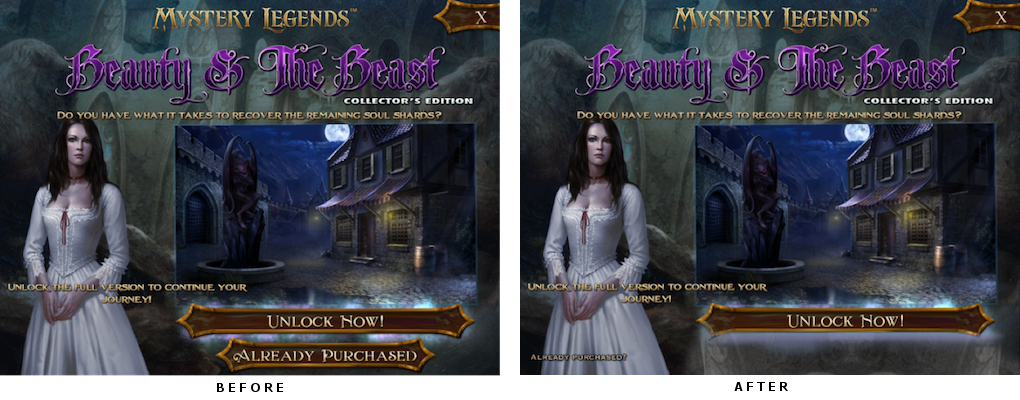 Mystery Legends™
X
Beauty & The Beast
COLLECTOR'S EDITION
Do you have what it takes to recover the remaining soul shards?
Unlock the full version to continue your
journey!
Unlock Now!
Already Purchased
BEFORE
Mystery Legends™
X
Beauty & The Beast
COLLECTOR'S EDITION
Do you have what it takes to recover the remaining soul shards?
Unlock the full version to continue your
journey!
Unlock Now!
Already purchased?
AFTER